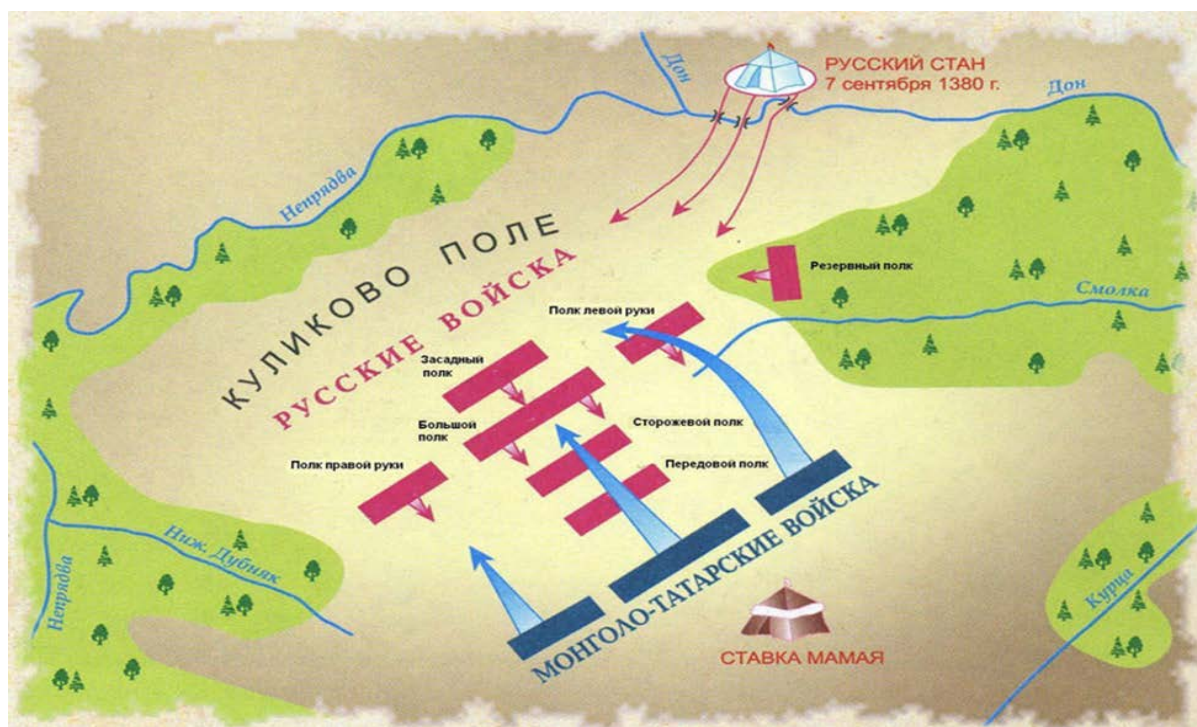 Дон
РУССКИЙ СТАН
7 сентября 1380 г.
Дон
Непрядва
КУЛИКОВО ПОЛЕ
РУССКИЕ ВОЙСКА
Резервный полк
Смолка
Полк левой руки
Засадный
полк
Большой
полк
Сторожевой полк
Полк правой руки
Передовой полк
Ниж. Дубняк
Непрядва
МОНГОЛО-ТАТАРСКИЕ ВОЙСКА
Курца
СТАВКА МАМАЯ